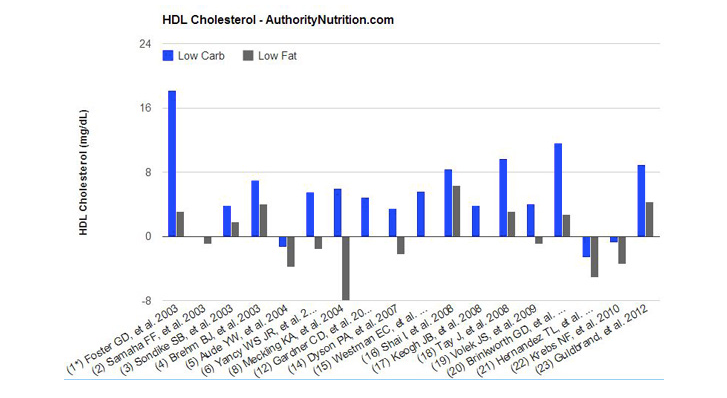 HDL Cholesterol - AuthorityNutrition.com
24
Low Carb
Low Fat
16
HDL Cholesterol (mg/dL)
8
0
-8
(1*) Foster GD, et al, 2003
(2) Samaha FF, et al, 2003
(3) Sondike SB, et al, 2003
(4) Brehm BJ, et al, 2003
(5) Aude YW, et al, 2004
(6) Yancy WS JR, et al, 2...
(8) Meckling KA, et al, 2004
(12) Gardner CD, et al, 20...
(14) Dyson PA, et al, 2007
(15) Westman EC, et al, ...
(16) Shai I, et al, 2008
(17) Keogh JB, et al, 2008
(18) Tay J, et al, 2008
(19) Volek JS, et al, 2009
(20) Brinkworth GD, et al, ...
(21) Hernandez TL, et al, ...
(22) Krebs NF, et al, 2010
(23) Guldbrand, et al, 2012